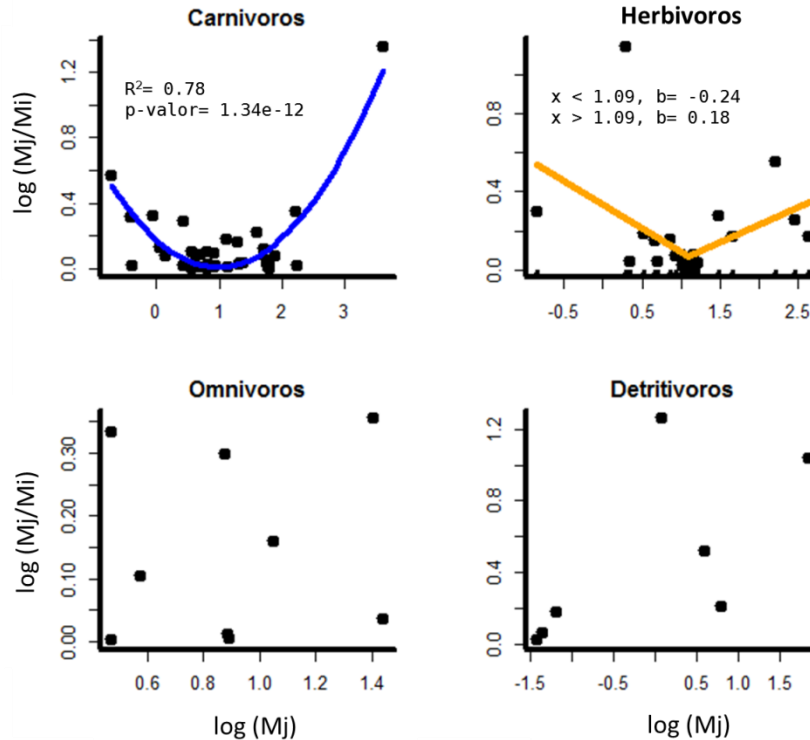 Carnivoros
log (Mj/Mi)
0.0 0.4 0.8 1.2
R²= 0.78
p-valor= 1.34e-12
0 1 2 3
Herbivoros
0.0 0.4 0.8
x < 1.09, b= -0.24
x > 1.09, b= 0.18
-0.5 0.5 1.5 2.5
Omnivoros
log (Mj/Mi)
0.00 0.10 0.20 0.30
0.6 0.8 1.0 1.2 1.4
log (Mj)
Detritivoros
0.0 0.4 0.8 1.2
-1.5 -0.5 0.5 1.0 1.5
log (Mj)